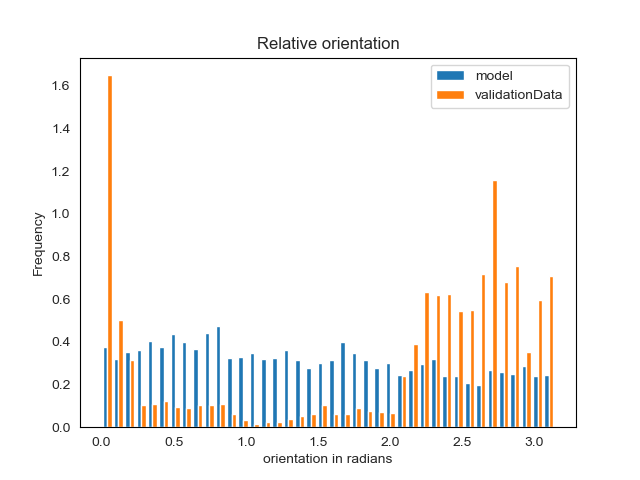 Relative orientation
model
validationData
Frequency
1.6
1.4
1.2
1.0
0.8
0.6
0.4
0.2
0.0
0.0 0.5 1.0 1.5 2.0 2.5 3.0
orientation in radians